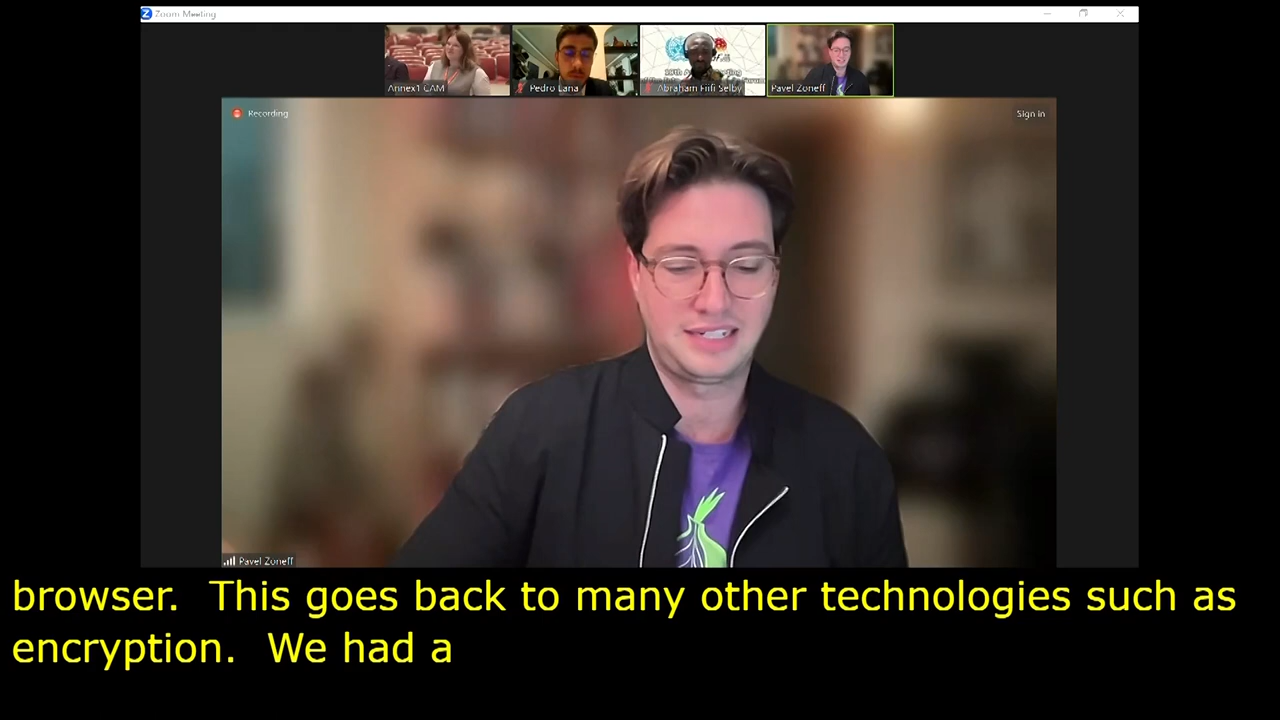 Zoom Meeting
Annex1 CAM
Pedro Lana
Abraham Fiifi Selby
Pavel Zoneff
Recording
Sign in
Pavel Zoneff
browser.  This goes back to many other technologies such as
encryption.  We had a